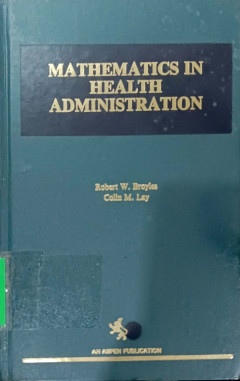 MATHEMATICS IN
HEALTH
ADMINISTRATION
Robert W. Broyles
Colin M. Lay
AN ASPEN PUBLICATION